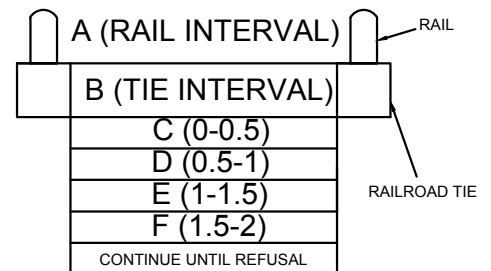 A (RAIL INTERVAL)
RAIL
B (TIE INTERVAL)
C (0-0.5)
D (0.5-1)
E (1-1.5)
RAILROAD TIE
F (1.5-2)
CONTINUE UNTIL REFUSAL